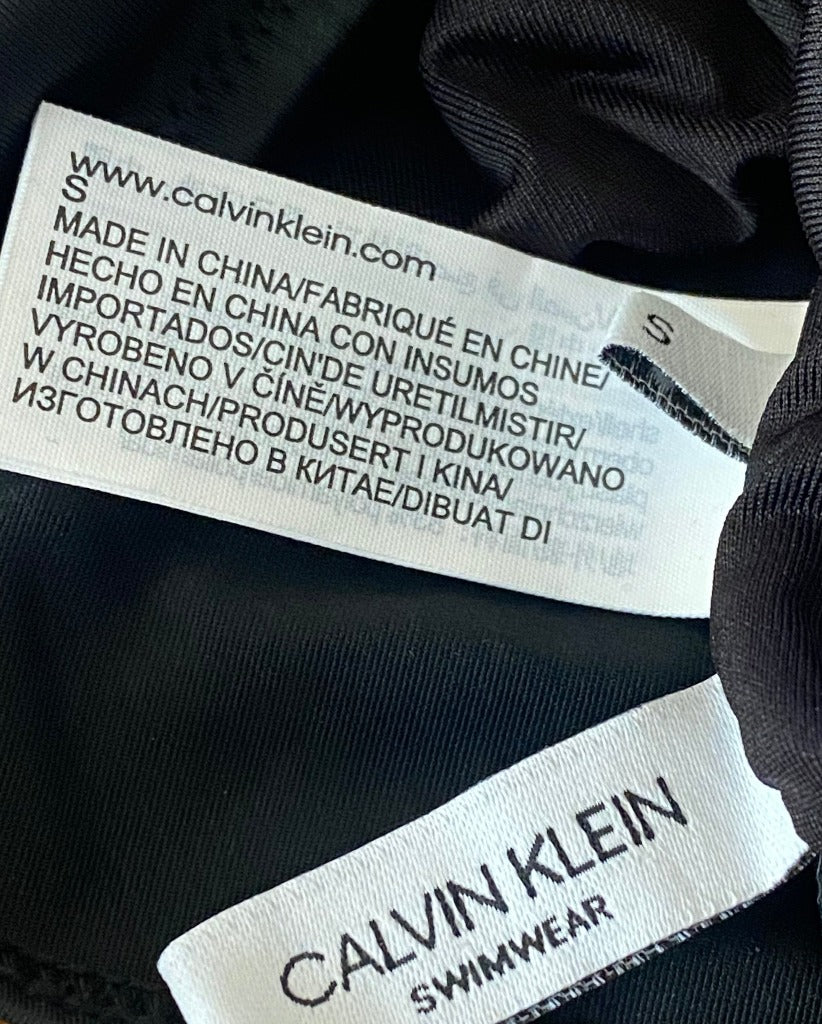 www.calvinklein.com
S
MADE IN CHINA/FABRIQUÉ EN CHINE/
HECHO EN CHINA CON INSUMOS
IMPORTADOS/CIN'DE URETILMISTIR/
VYROBENO V ČÍNĚ/WYPRODUKOWANO
W CHINACH/PRODUSERT I KINA/
ИЗГОТОВЛЕНО В КИТАЕ/DIBUAT DI
S
CALVIN KLEIN
SWIMWEAR